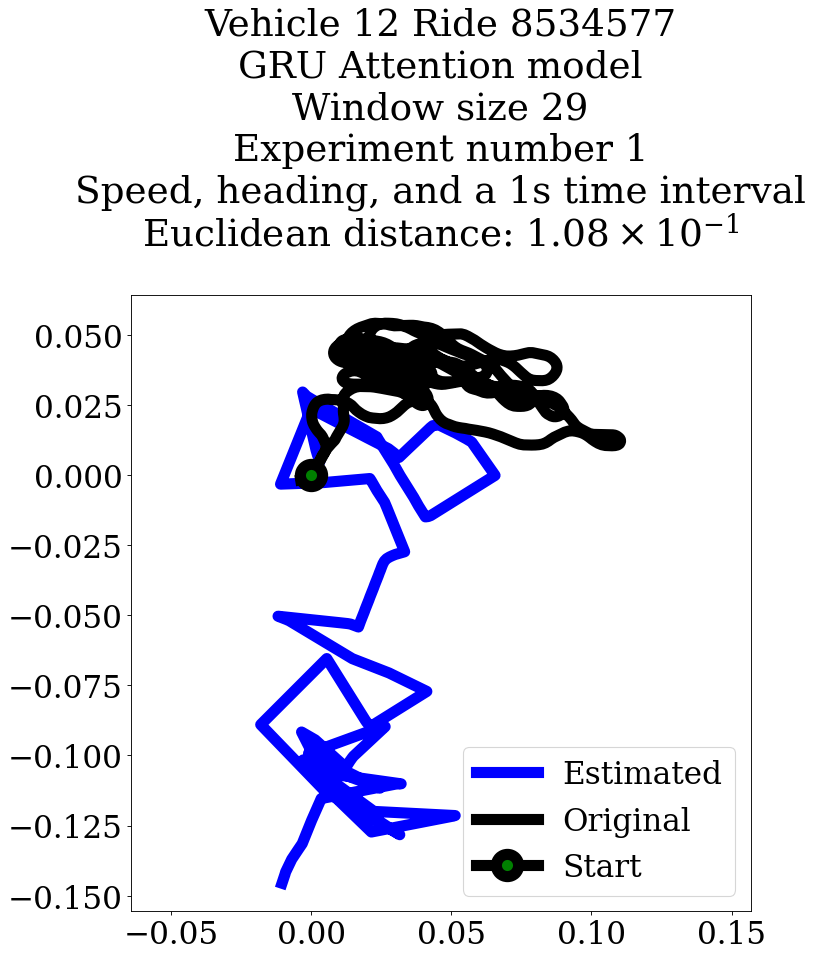 Vehicle 12 Ride 8534577
GRU Attention model
Window size 29
Experiment number 1
Speed, heading, and a 1s time interval
Euclidean distance: 1.08 × 10⁻¹
0.050
0.025
0.000
−0.025
−0.050
−0.075
−0.100
−0.125
−0.150
Estimated
Original
Start
−0.05 0.00 0.05 0.10 0.15